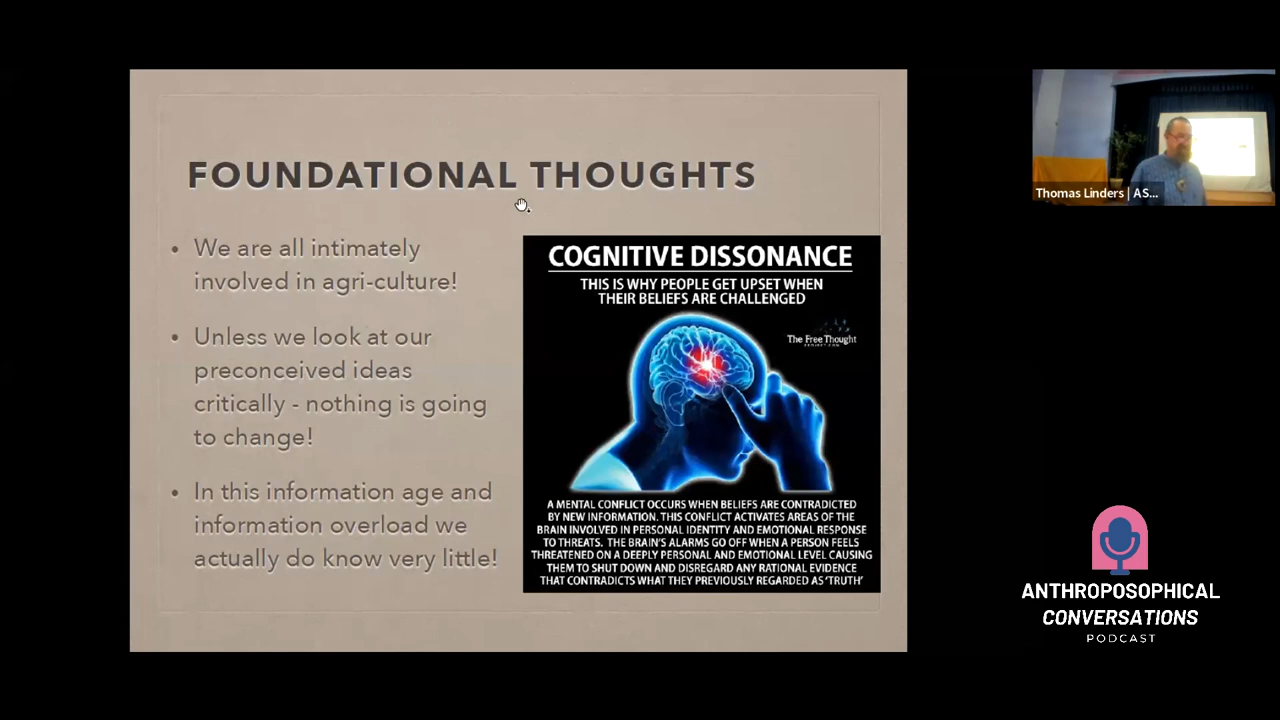 FOUNDATIONAL THOUGHTS
• We are all intimately
involved in agri-culture!
• Unless we look at our
preconceived ideas
critically - nothing is going
to change!
• In this information age and
information overload we
actually do know very little!
COGNITIVE DISSONANCE
THIS IS WHY PEOPLE GET UPSET WHEN
THEIR BELIEFS ARE CHALLENGED
The Free Thought
A MENTAL CONFLICT OCCURS WHEN BELIEFS ARE CONTRADICTED
BY NEW INFORMATION. THIS CONFLICT ACTIVATES AREAS OF THE
BRAIN INVOLVED IN PERSONAL IDENTITY AND EMOTIONAL RESPONSE
TO THREATS. THE BRAIN'S ALARMS GO OFF WHEN A PERSON FEELS
THREATENED ON A DEEPLY PERSONAL AND EMOTIONAL LEVEL CAUSING
THEM TO SHUT DOWN AND DISREGARD ANY RATIONAL EVIDENCE
THAT CONTRADICTS WHAT THEY PREVIOUSLY REGARDED AS 'TRUTH'
Thomas Linders | AS...
ANTHROPOSOPHICAL
CONVERSATIONS
PODCAST